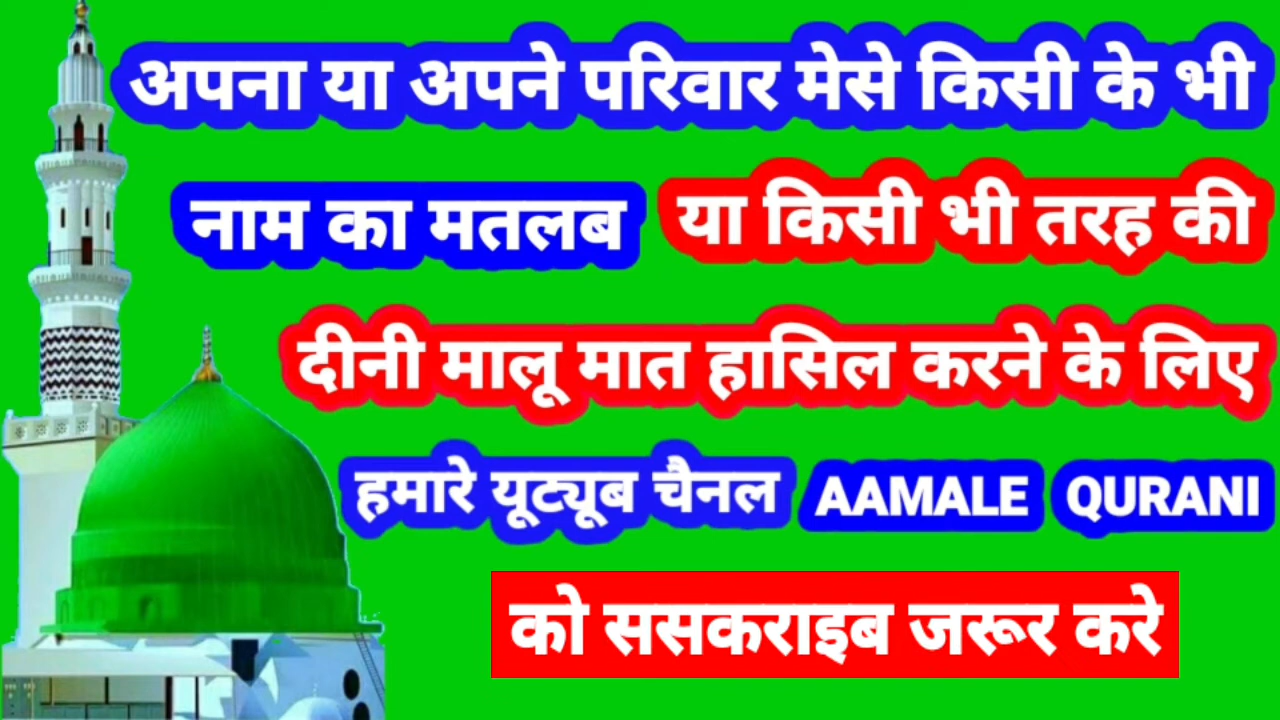 अपना या अपने परिवार मेसे किसी के भी
नाम का मतलब या किसी भी तरह की
दीनी मालू मात हासिल करने के लिए
हमारे यूट्यूब चैनल AAMALE QURANI
को ससकराइब जरूर करे